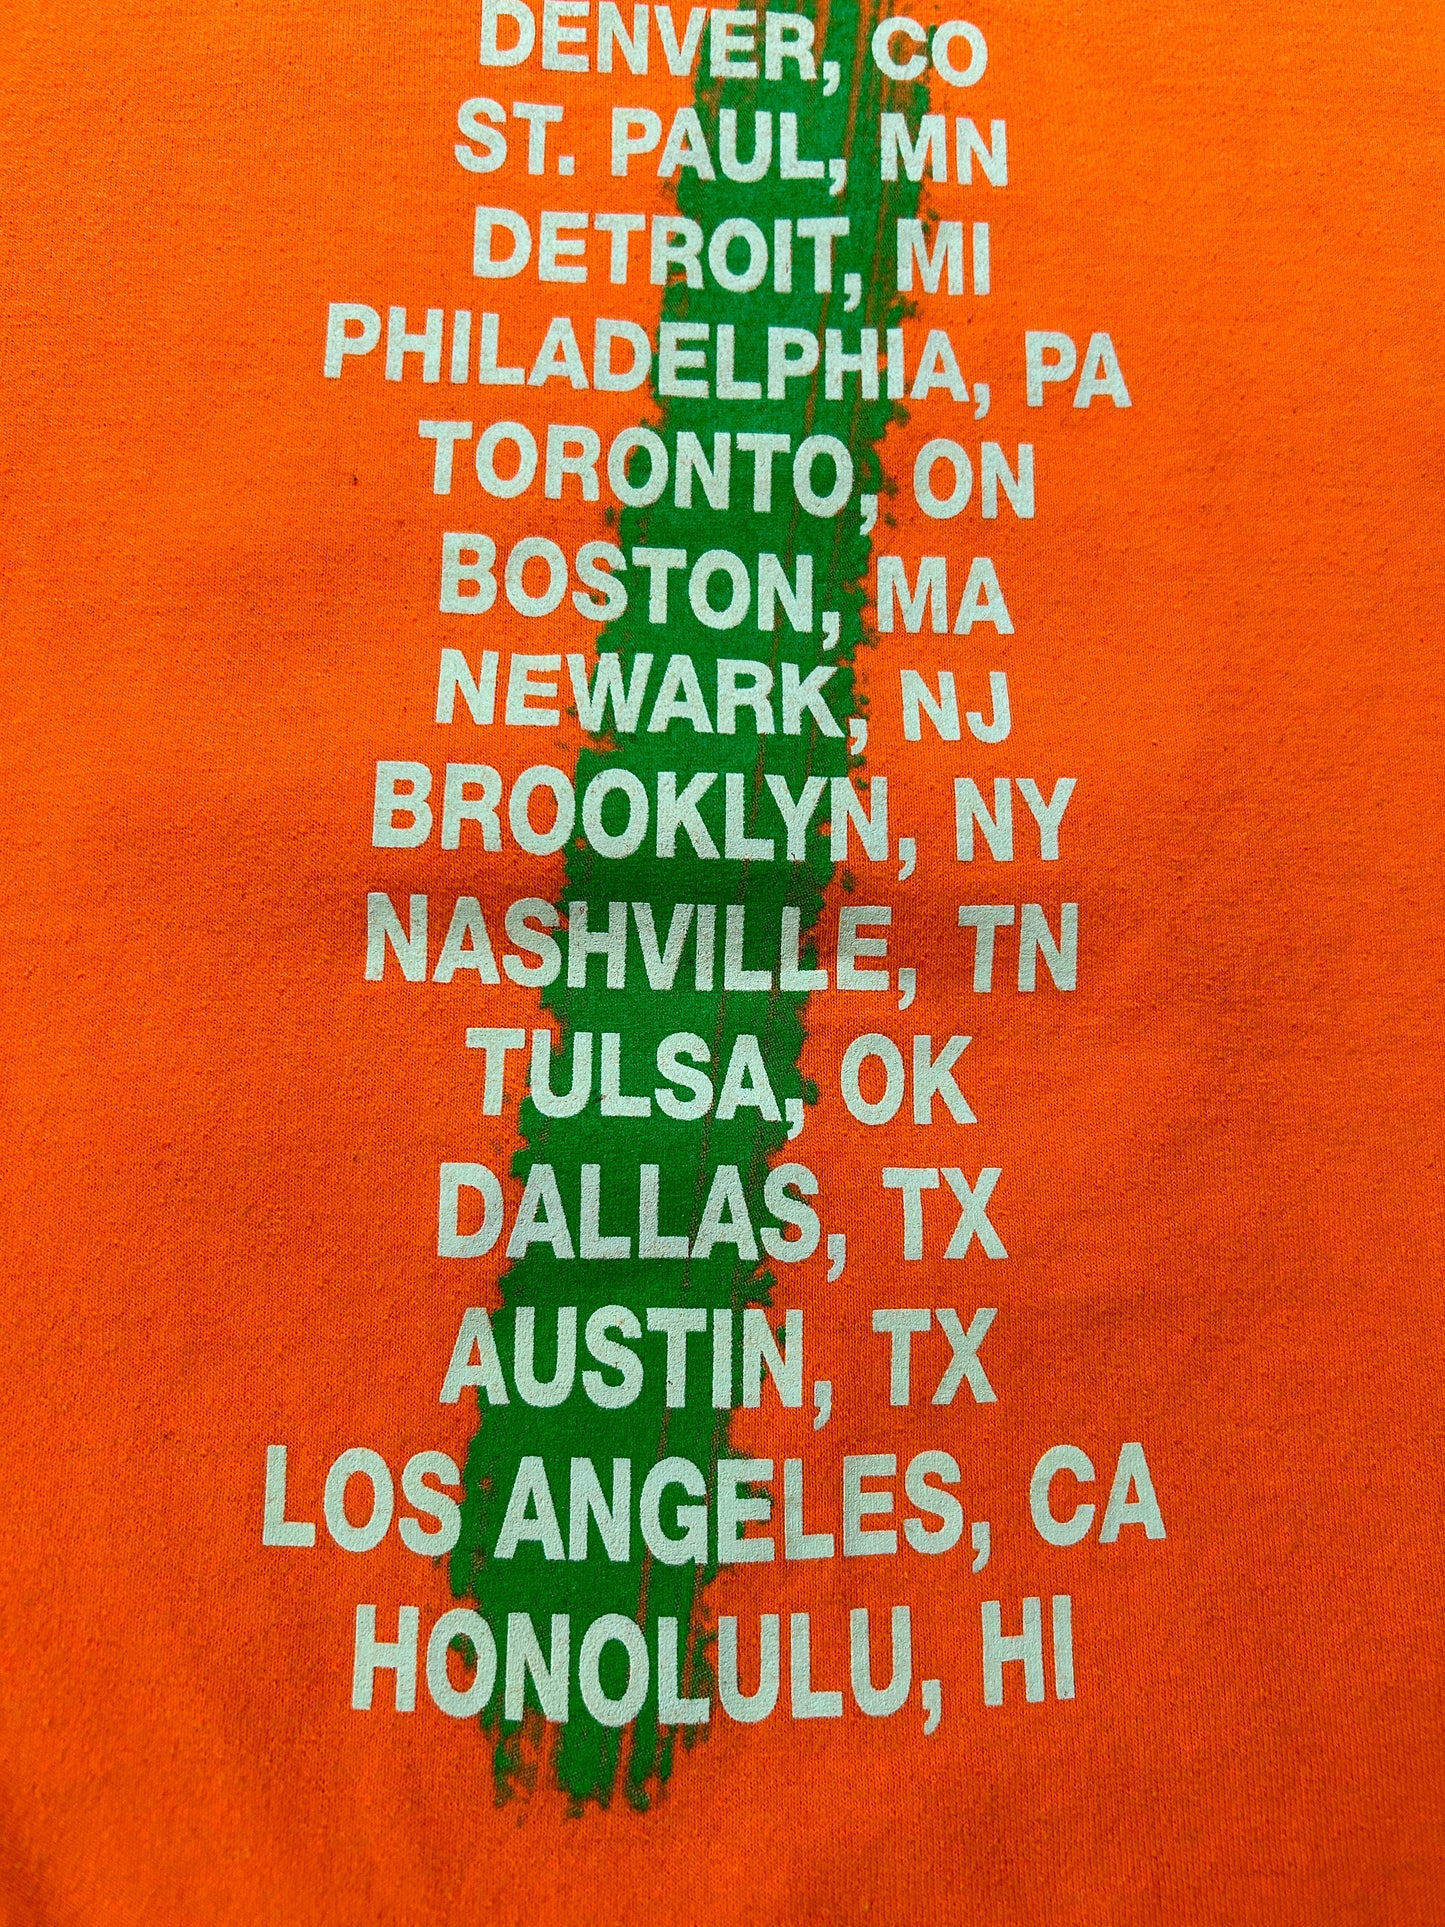 DENVER, CO
ST. PAUL, MN
DETROIT, MI
PHILADELPHIA, PA
TORONTO, ON
BOSTON, MA
NEWARK, NJ
BROOKLYN, NY
NASHVILLE, TN
TULSA, OK
DALLAS, TX
AUSTIN, TX
LOS ANGELES, CA
HONOLULU, HI